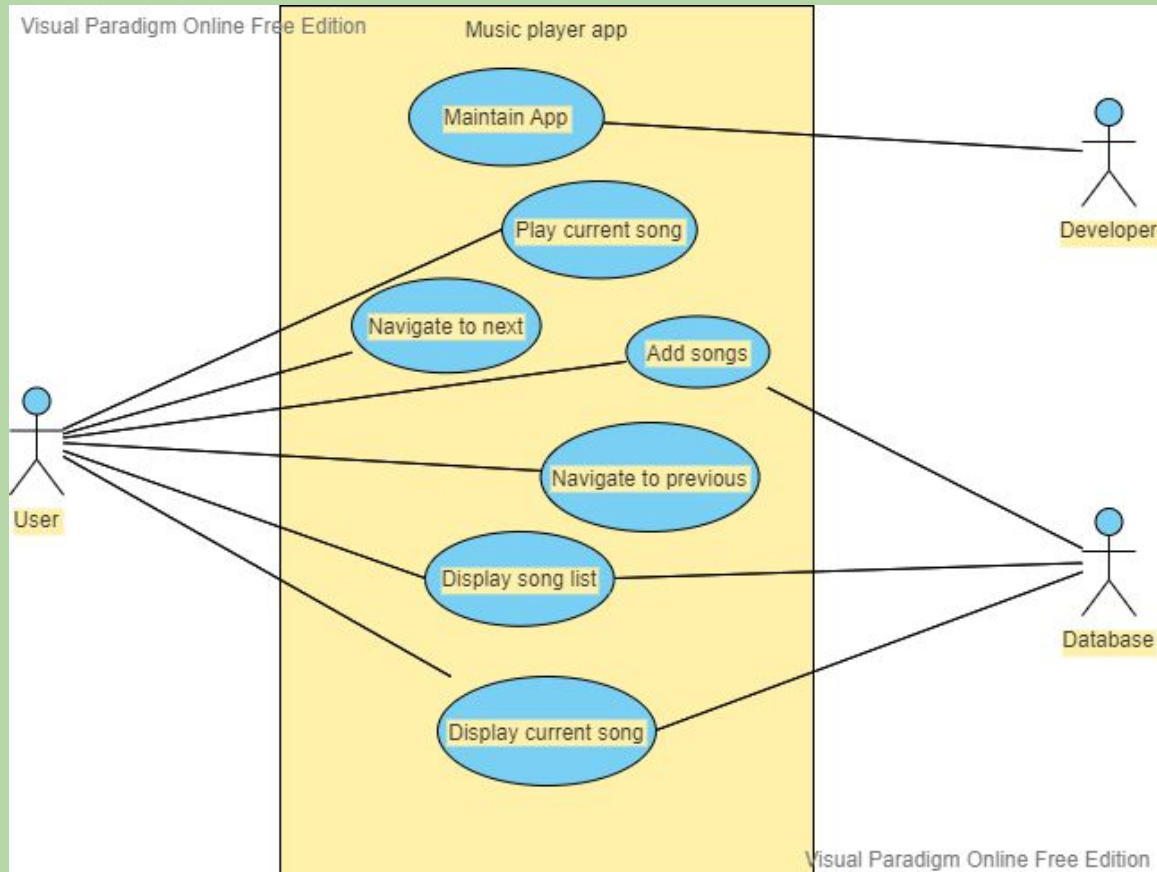 Visual Paradigm Online Free Edition
Music player app
Maintain App
Play current song
Developer
Navigate to next
Add songs
User
Navigate to previous
Display song list
Database
Display current song
Visual Paradigm Online Free Edition